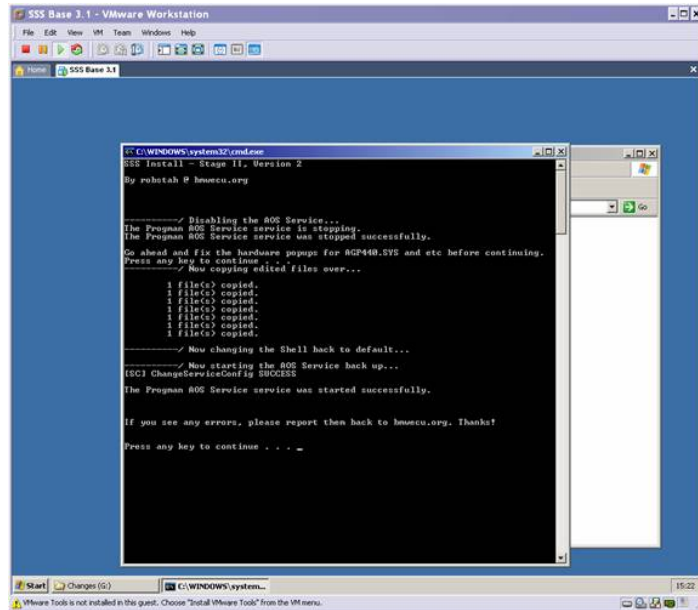 SSS Base 3.1 - VMware Workstation
File Edit View VM Team Windows Help
Home SSS Base 3.1
C:\WINDOWS\system32\cmd.exe
SSS Install - Stage II, Version 2
By robstah @ bmwecu.org
----------/ Disabling the AOS Service...
The Progman AOS Service service is stopping.
The Progman AOS Service service was stopped successfully.
Go ahead and fix the hardware popups for AGP440.SYS and etc before continuing.
Press any key to continue . . .
----------/ Now copying edited files over...
1 file(s) copied.
1 file(s) copied.
1 file(s) copied.
1 file(s) copied.
1 file(s) copied.
1 file(s) copied.
1 file(s) copied.
----------/ Now changing the Shell back to default...
----------/ Now starting the AOS Service back up...
[SC] ChangeServiceConfig SUCCESS
The Progman AOS Service service was started successfully.
If you see any errors, please report them back to bmwecu.org. Thanks!
Press any key to continue . . . _
Go
Start Changes (G:) C:\WINDOWS\system... 15:22
VMware Tools is not installed in this guest. Choose "Install VMware Tools" from the VM menu.